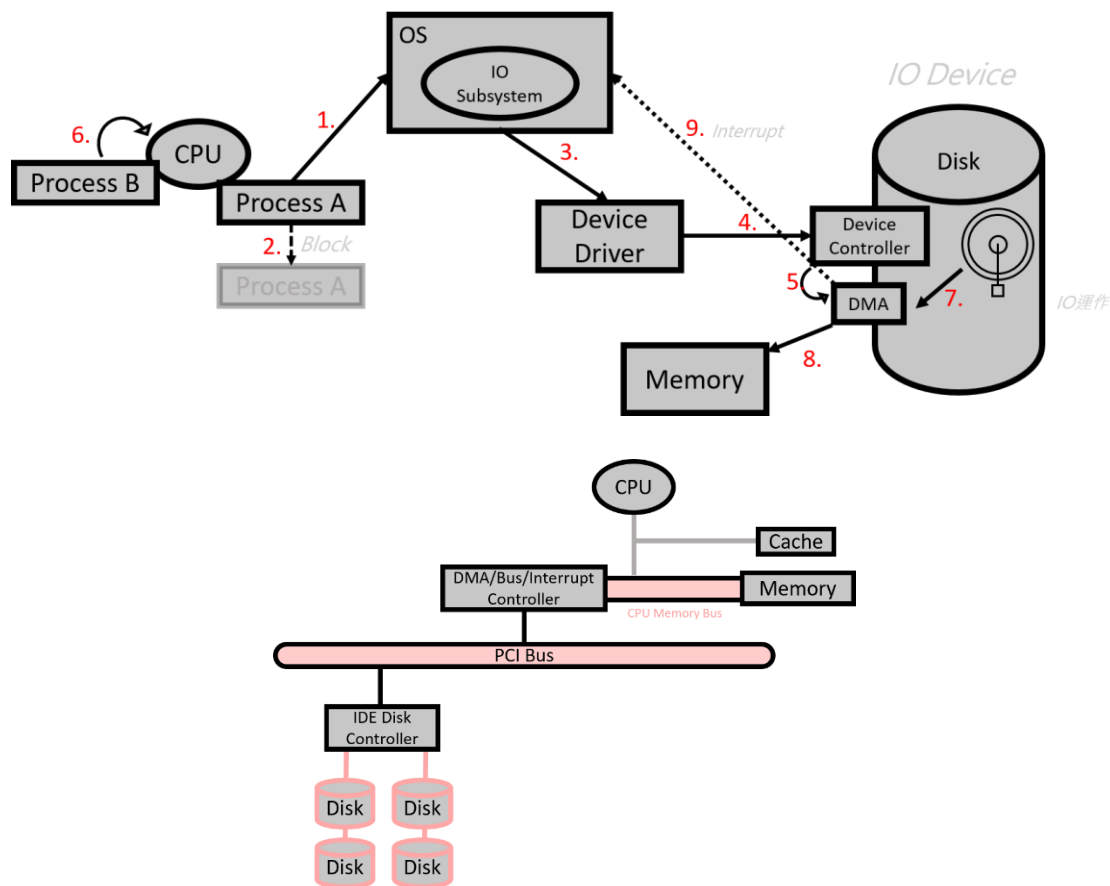 OS
IO
Subsystem
IO Device
1.
6.
CPU
9.
Interrupt
3.
Disk
Process B
Process A
Device
Driver
4.
Device
Controller
2.
Block
5.
Process A
DMA
7.
IO運作
8.
Memory
CPU
Cache
DMA/Bus/Interrupt
Controller
Memory
CPU Memory Bus
PCI Bus
IDE Disk
Controller
Disk
Disk
Disk
Disk